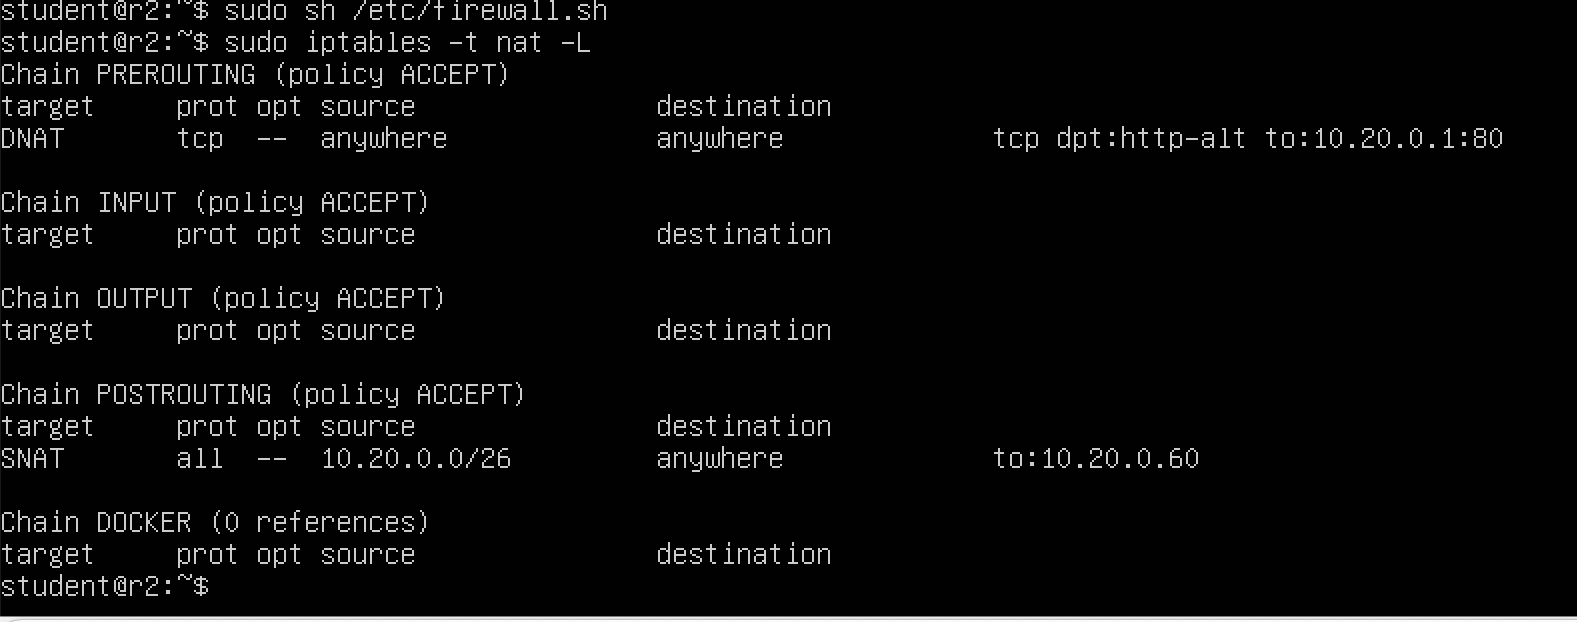 student@r2:~$ sudo sh /etc/firewall.sh
student@r2:~$ sudo iptables -t nat -L
Chain PREROUTING (policy ACCEPT)
target     prot opt source               destination
DNAT       tcp  --  anywhere             anywhere             tcp dpt:http-alt to:10.20.0.1:80

Chain INPUT (policy ACCEPT)
target     prot opt source               destination

Chain OUTPUT (policy ACCEPT)
target     prot opt source               destination

Chain POSTROUTING (policy ACCEPT)
target     prot opt source               destination
SNAT       all  --  10.20.0.0/26         anywhere             to:10.20.0.60

Chain DOCKER (0 references)
target     prot opt source               destination
student@r2:~$